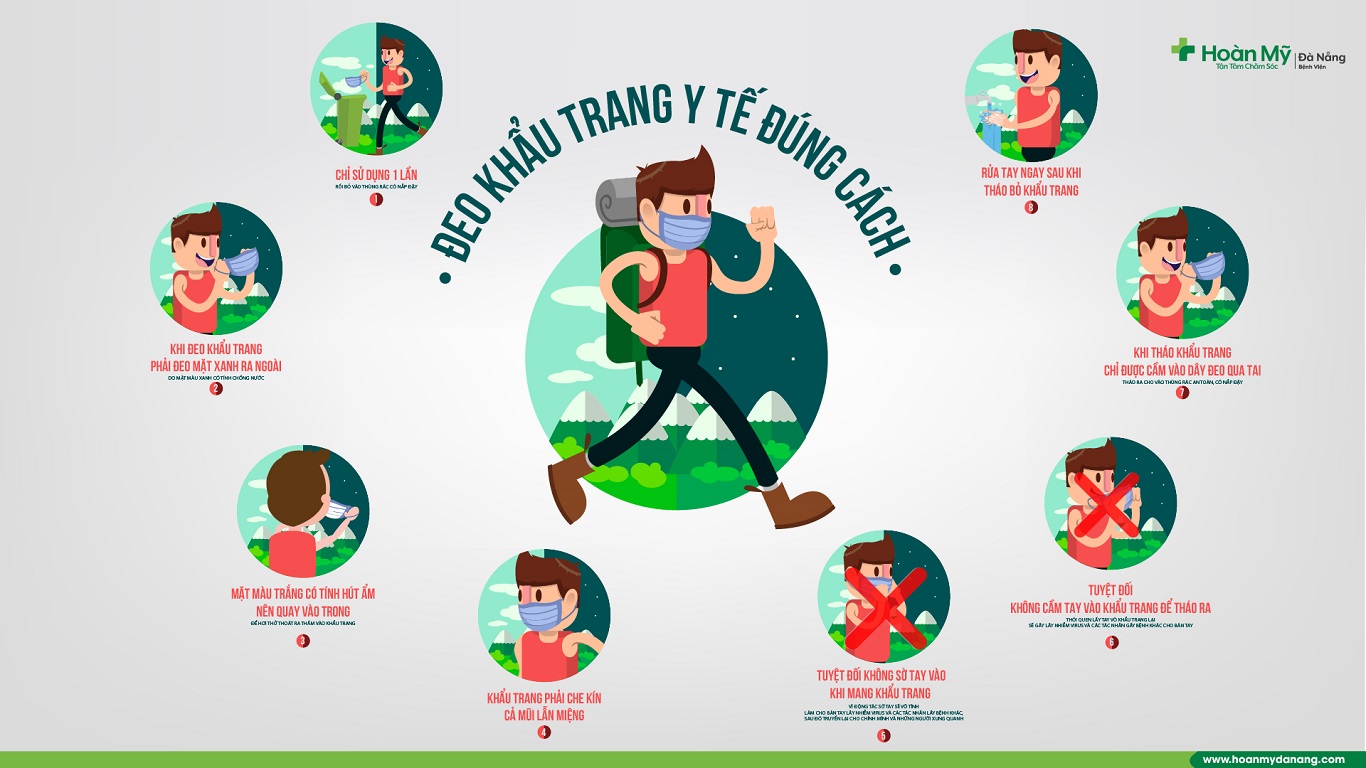 Hoàn Mỹ
Tận Tâm Chăm Sóc
Đà Nẵng
Bệnh Viện
• ĐEO KHẨU TRANG Y TẾ ĐÚNG CÁCH •
CHỈ SỬ DỤNG 1 LẦN
RỒI BỎ VÀO THÙNG RÁC CÓ NẮP ĐẬY
1
KHI ĐEO KHẨU TRANG
PHẢI ĐEO MẶT XANH RA NGOÀI
DO MẶT MÀU XANH CÓ TÍNH CHỐNG NƯỚC
2
MẶT MÀU TRẮNG CÓ TÍNH HÚT ẨM
NÊN QUAY VÀO TRONG
ĐỂ HƠI THỞ THOÁT RA THẤM VÀO KHẨU TRANG
3
KHẨU TRANG PHẢI CHE KÍN
CẢ MŨI LẪN MIỆNG
4
TUYỆT ĐỐI KHÔNG SỜ TAY VÀO
KHI MANG KHẨU TRANG
VÌ ĐỘNG TÁC SỜ TAY SẼ VÔ TÌNH
LÀM CHO BÀN TAY LÂY NHIỄM VIRUS VÀ CÁC TÁC NHÂN LÂY BỆNH KHÁC,
SAU ĐÓ TRUYỀN LẠI CHO CHÍNH MÌNH VÀ NHỮNG NGƯỜI XUNG QUANH
5
TUYỆT ĐỐI
KHÔNG CẦM TAY VÀO KHẨU TRANG ĐỂ THÁO RA
THÓI QUEN LẤY TAY VÒ KHẨU TRANG LẠI
SẼ GÂY LÂY NHIỄM VIRUS VÀ CÁC TÁC NHÂN GÂY BỆNH KHÁC CHO BÀN TAY
6
KHI THÁO KHẨU TRANG
CHỈ ĐƯỢC CẦM VÀO DÂY ĐEO QUA TAI
THÁO RA CHO VÀO THÙNG RÁC AN TOÀN, CÓ NẮP ĐẬY
7
RỬA TAY NGAY SAU KHI
THÁO BỎ KHẨU TRANG
8
www.hoanmydanang.com